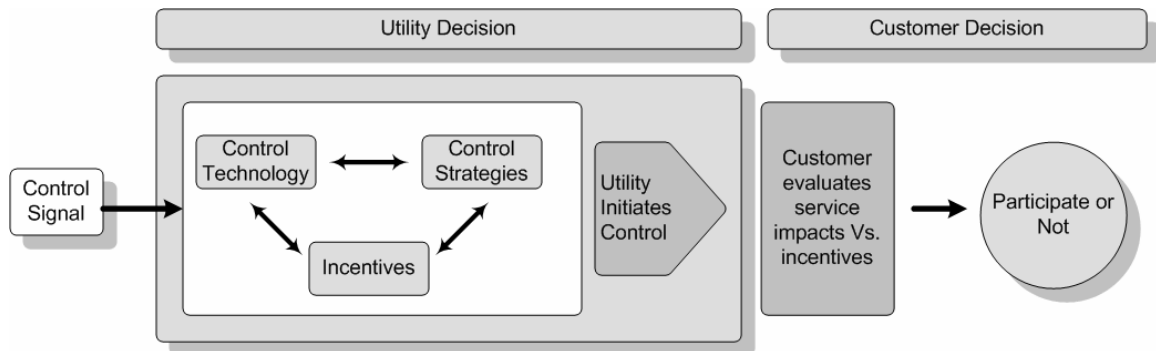 Utility Decision
Customer Decision
Control
Signal
Control
Technology
Control
Strategies
Incentives
Utility
Initiates
Control
Customer
evaluates
service
impacts Vs.
incentives
Participate or
Not